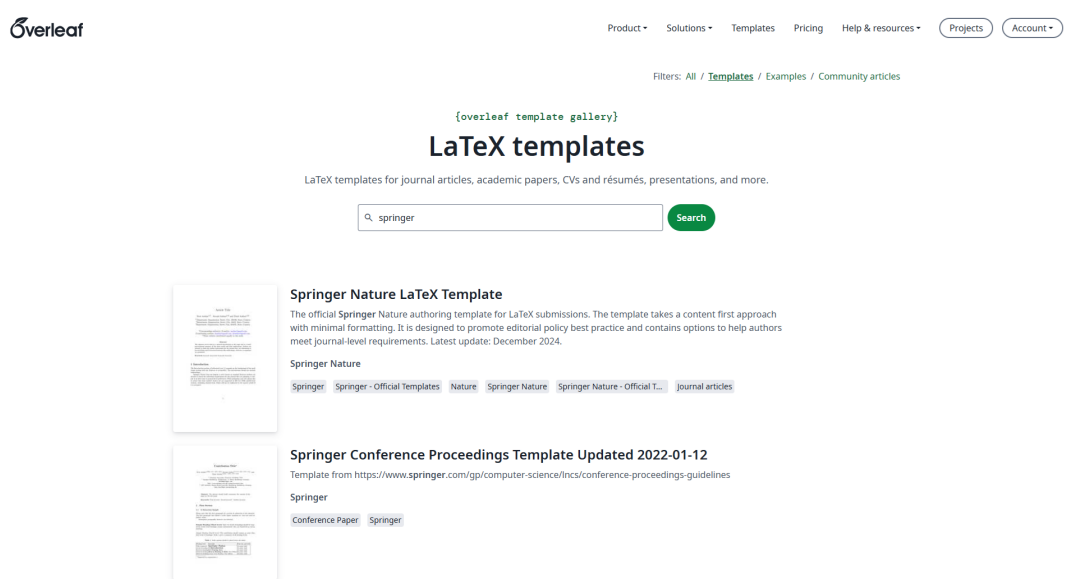 Overleaf
Product Solutions Templates Pricing Help & resources Projects Account
Filters: All / Templates / Examples / Community articles
{overleaf template gallery}
LaTeX templates
LaTeX templates for journal articles, academic papers, CVs and résumés, presentations, and more.
springer Search
Springer Nature LaTeX Template
The official Springer Nature authoring template for LaTeX submissions. The template takes a content first approach
with minimal formatting. It is designed to promote editorial policy best practice and contains options to help authors
meet journal-level requirements. Latest update: December 2024.
Springer Nature
Springer Springer - Official Templates Nature Springer Nature Springer Nature - Official T... Journal articles
Springer Conference Proceedings Template Updated 2022-01-12
Template from https://www.springer.com/gp/computer-science/lncs/conference-proceedings-guidelines
Springer
Conference Paper Springer